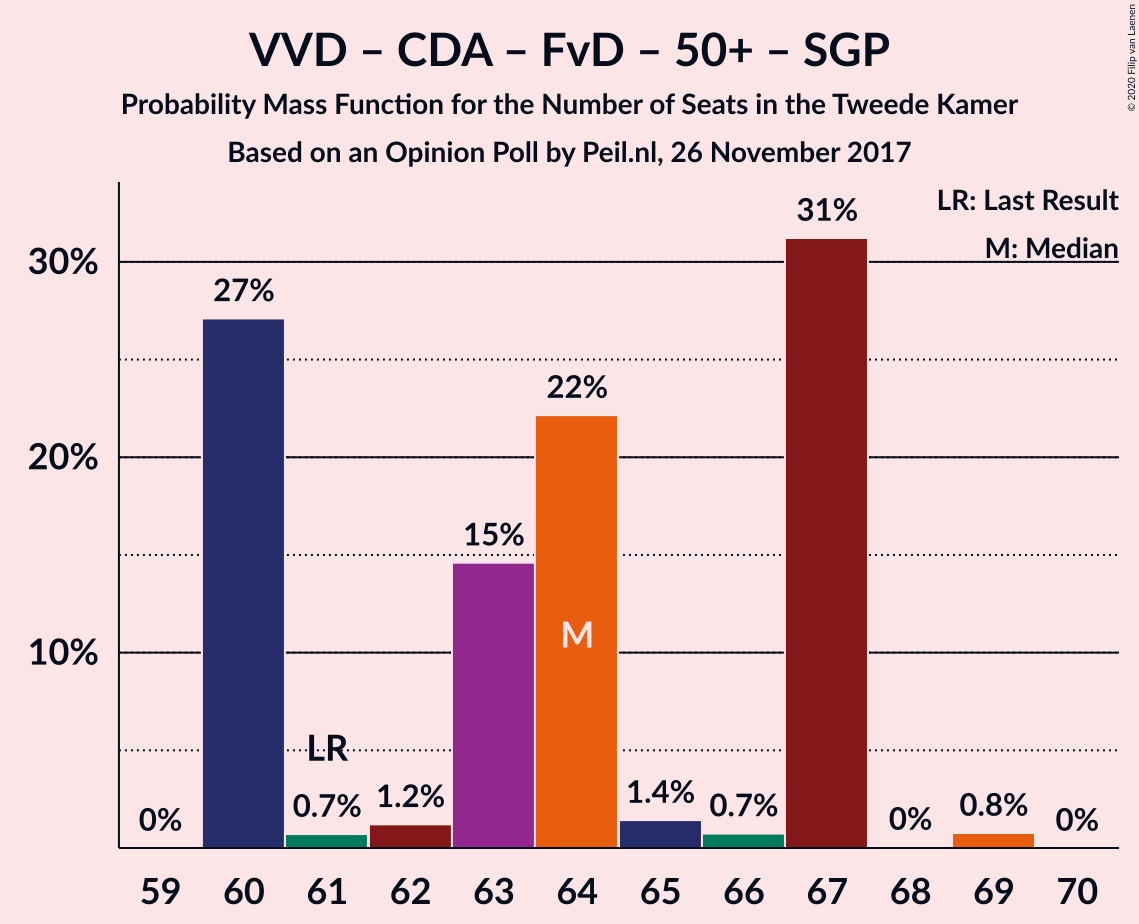 VVD – CDA – FvD – 50+ – SGP
Probability Mass Function for the Number of Seats in the Tweede Kamer
Based on an Opinion Poll by Peil.nl, 26 November 2017
© 2020 Filip van Laenen
LR: Last Result
M: Median
30%
20%
10%
0%
27%
LR
0.7%
1.2%
15%
22%
M
1.4%
0.7%
31%
0%
0.8%
0%
59 60 61 62 63 64 65 66 67 68 69 70